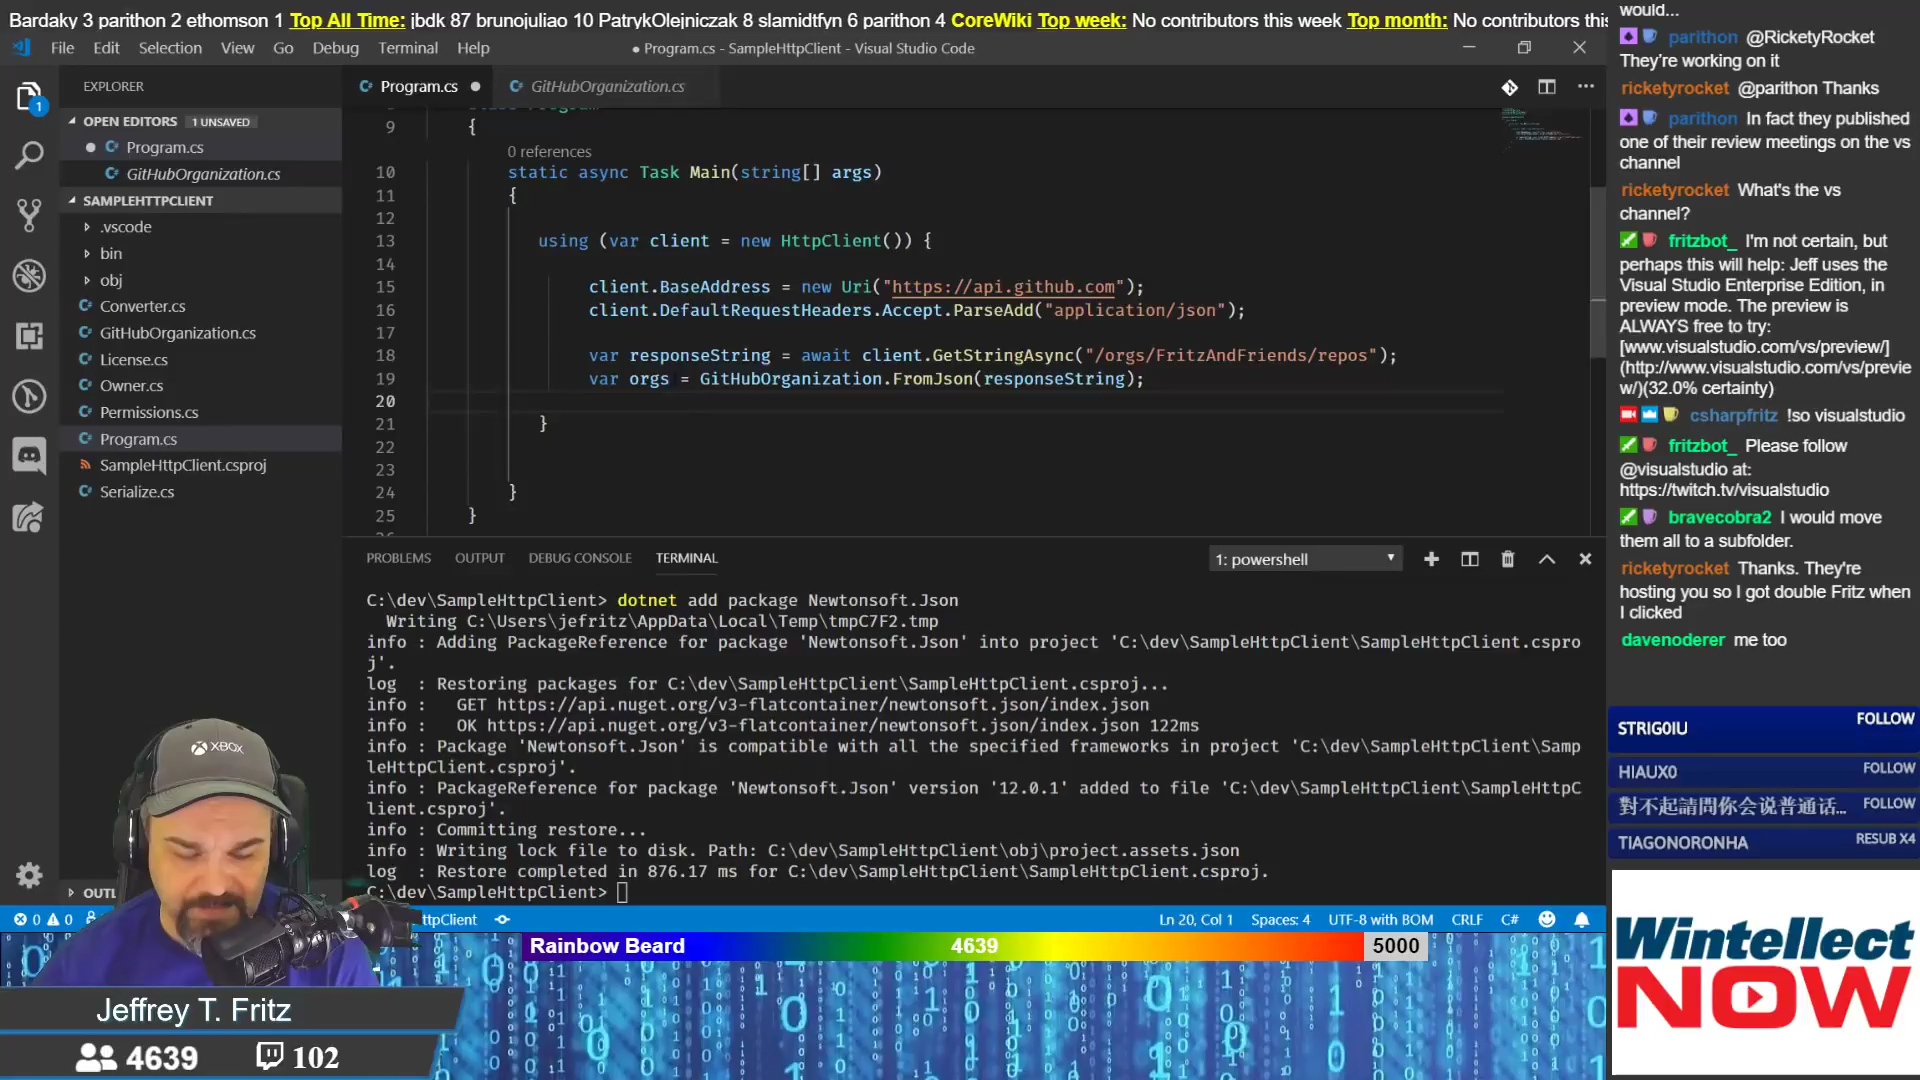 Bardaky 3 parithon 2 ethomson 1 Top All Time: jbdk 87 brunojuliao 10 PatrykOlejniczak 8 slamidtfyn 6 parithon 4 CoreWiki Top week: No contributors this week Top month: No contributors this
File Edit Selection View Go Debug Terminal Help
● Program.cs - SampleHttpClient - Visual Studio Code
EXPLORER
OPEN EDITORS 1 UNSAVED
Program.cs
GitHubOrganization.cs
SAMPLEHTTPCLIENT
.vscode
bin
obj
Converter.cs
GitHubOrganization.cs
License.cs
Owner.cs
Permissions.cs
Program.cs
SampleHttpClient.csproj
Serialize.cs
Program.cs GitHubOrganization.cs
9 {
0 references
10 static async Task Main(string[] args)
11 {
12
13 using (var client = new HttpClient()) {
14
15 client.BaseAddress = new Uri("https://api.github.com");
16 client.DefaultRequestHeaders.Accept.ParseAdd("application/json");
17
18 var responseString = await client.GetStringAsync("/orgs/FritzAndFriends/repos");
19 var orgs = GitHubOrganization.FromJson(responseString);
20
21 }
22
23
24 }
25 }
PROBLEMS OUTPUT DEBUG CONSOLE TERMINAL
1: powershell
C:\dev\SampleHttpClient> dotnet add package Newtonsoft.Json
Writing C:\Users\jefritz\AppData\Local\Temp\tmpC7F2.tmp
info : Adding PackageReference for package 'Newtonsoft.Json' into project 'C:\dev\SampleHttpClient\SampleHttpClient.cspro
j'.
log : Restoring packages for C:\dev\SampleHttpClient\SampleHttpClient.csproj...
info : GET https://api.nuget.org/v3-flatcontainer/newtonsoft.json/index.json
info : OK https://api.nuget.org/v3-flatcontainer/newtonsoft.json/index.json 122ms
info : Package 'Newtonsoft.Json' is compatible with all the specified frameworks in project 'C:\dev\SampleHttpClient\Samp
leHttpClient.csproj'.
info : PackageReference for package 'Newtonsoft.Json' version '12.0.1' added to file 'C:\dev\SampleHttpClient\SampleHttpC
lient.csproj'.
info : Committing restore...
info : Writing lock file to disk. Path: C:\dev\SampleHttpClient\obj\project.assets.json
log : Restore completed in 876.17 ms for C:\dev\SampleHttpClient\SampleHttpClient.csproj.
C:\dev\SampleHttpClient>
OUTL
0 0
ttpClient
Ln 20, Col 1 Spaces: 4 UTF-8 with BOM CRLF C#
XBOX
1
Rainbow Beard 4639 5000
Jeffrey T. Fritz
4639 102
would...
parithon @RicketyRocket
They're working on it
ricketyrocket @parithon Thanks
parithon In fact they published
one of their review meetings on the vs
channel
ricketyrocket What's the vs
channel?
fritzbot_ I'm not certain, but
perhaps this will help: Jeff uses the
Visual Studio Enterprise Edition, in
preview mode. The preview is
ALWAYS free to try:
[www.visualstudio.com/vs/preview/]
(http://www.visualstudio.com/vs/previe
w/)(32.0% certainty)
csharpfritz !so visualstudio
fritzbot_ Please follow
@visualstudio at:
https://twitch.tv/visualstudio
bravecobra2 I would move
them all to a subfolder.
ricketyrocket Thanks. They're
hosting you so I got double Fritz when
I clicked
davenoderer me too
STRIG0IU FOLLOW
HIAUX0 FOLLOW
對不起請問你会说普通话... FOLLOW
TIAGONORONHA RESUB X4
Wintellect
NOW